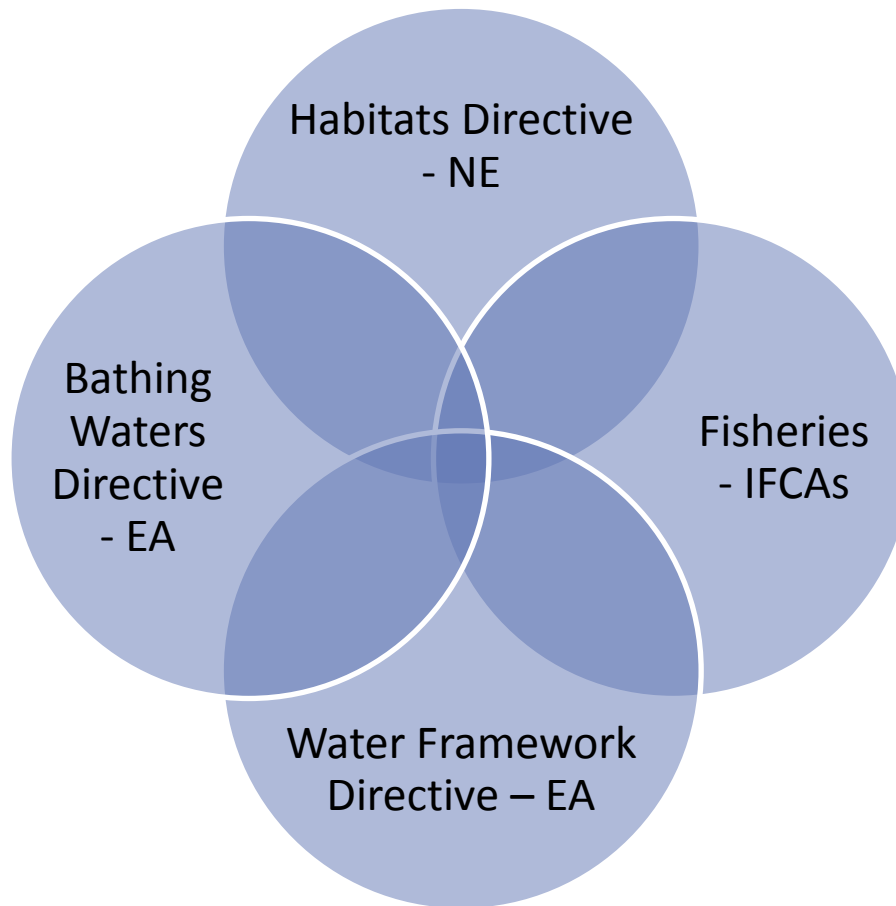 Habitats Directive
- NE
Bathing
Waters
Directive
- EA
Fisheries
- IFCAs
Water Framework
Directive – EA